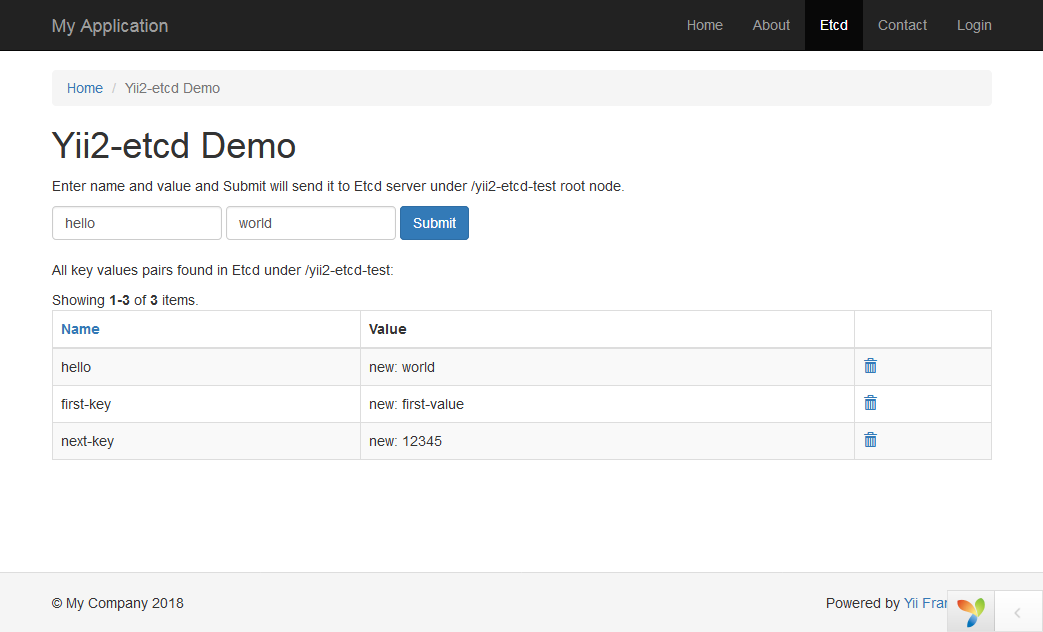 My Application Home About Etcd Contact Login
Home / Yii2-etcd Demo
Yii2-etcd Demo
Enter name and value and Submit will send it to Etcd server under /yii2-etcd-test root node.
hello world Submit
All key values pairs found in Etcd under /yii2-etcd-test:
Showing 1-3 of 3 items.
Name Value
hello new: world
first-key new: first-value
next-key new: 12345
© My Company 2018 Powered by Yii